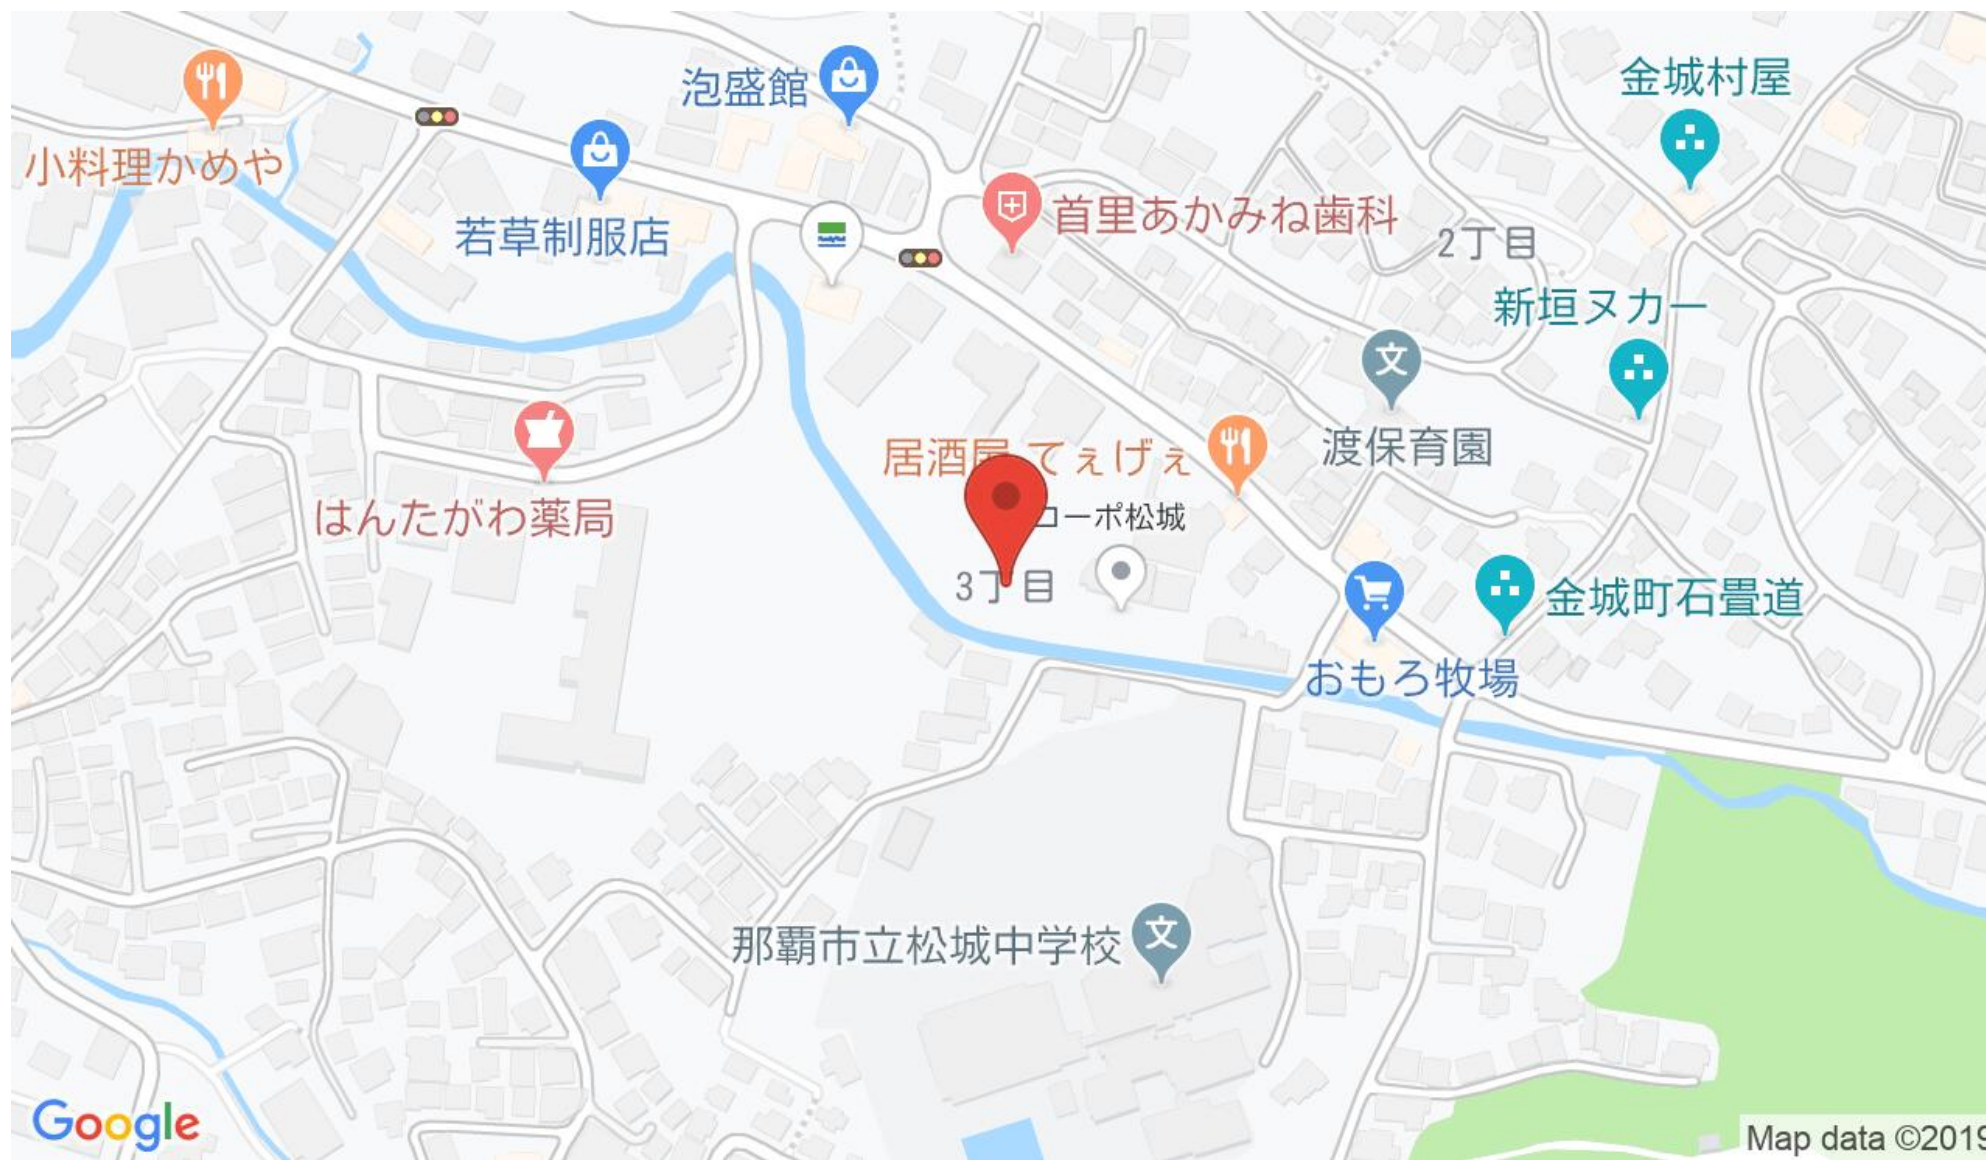 金城村屋
泡盛館
小料理かめや
首里あかみね歯科
若草制服店
2丁目
新垣ヌカー
居酒屋 てぇげぇ
渡保育園
はんたがわ薬局
コーポ松城
3丁目
金城町石畳道
おもろ牧場
那覇市立松城中学校
Google
Map data ©2019